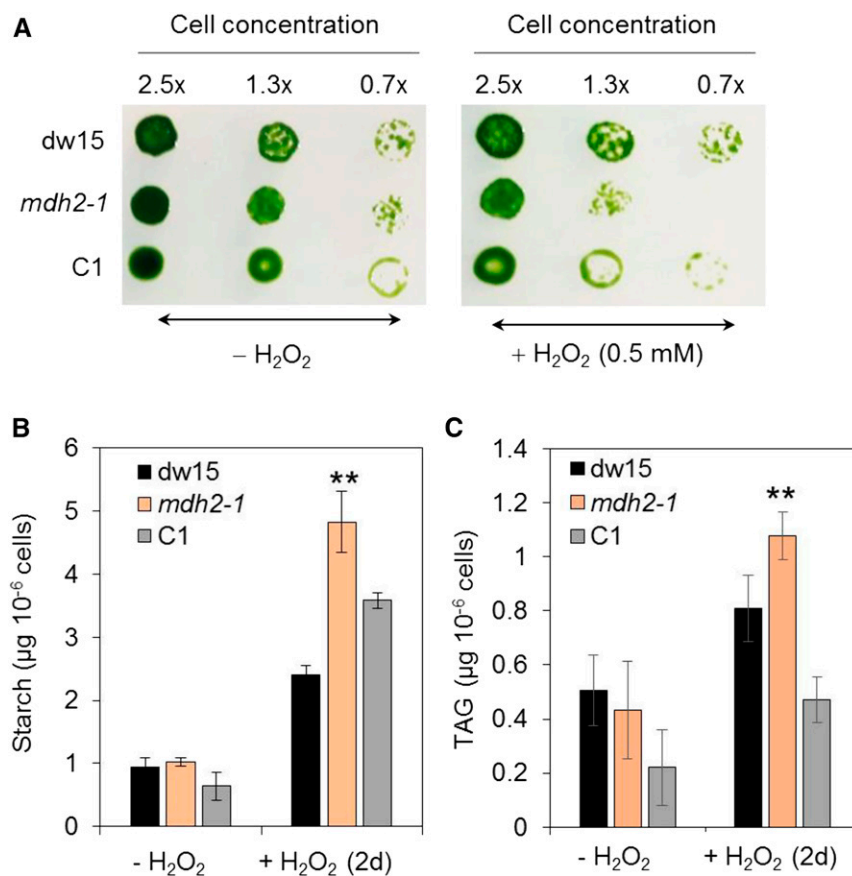 A
Cell concentration Cell concentration
2.5x 1.3x 0.7x 2.5x 1.3x 0.7x
dw15
mdh2-1
C1
− H₂O₂ + H₂O₂ (0.5 mM)
B
6
5
4
3
2
1
0
Starch (µg 10⁻⁶ cells)
dw15
mdh2-1
C1
**
- H₂O₂ + H₂O₂ (2d)
C
1.4
1.2
1
0.8
0.6
0.4
0.2
0
TAG (µg 10⁻⁶ cells)
dw15
mdh2-1
C1
**
- H₂O₂ + H₂O₂ (2d)